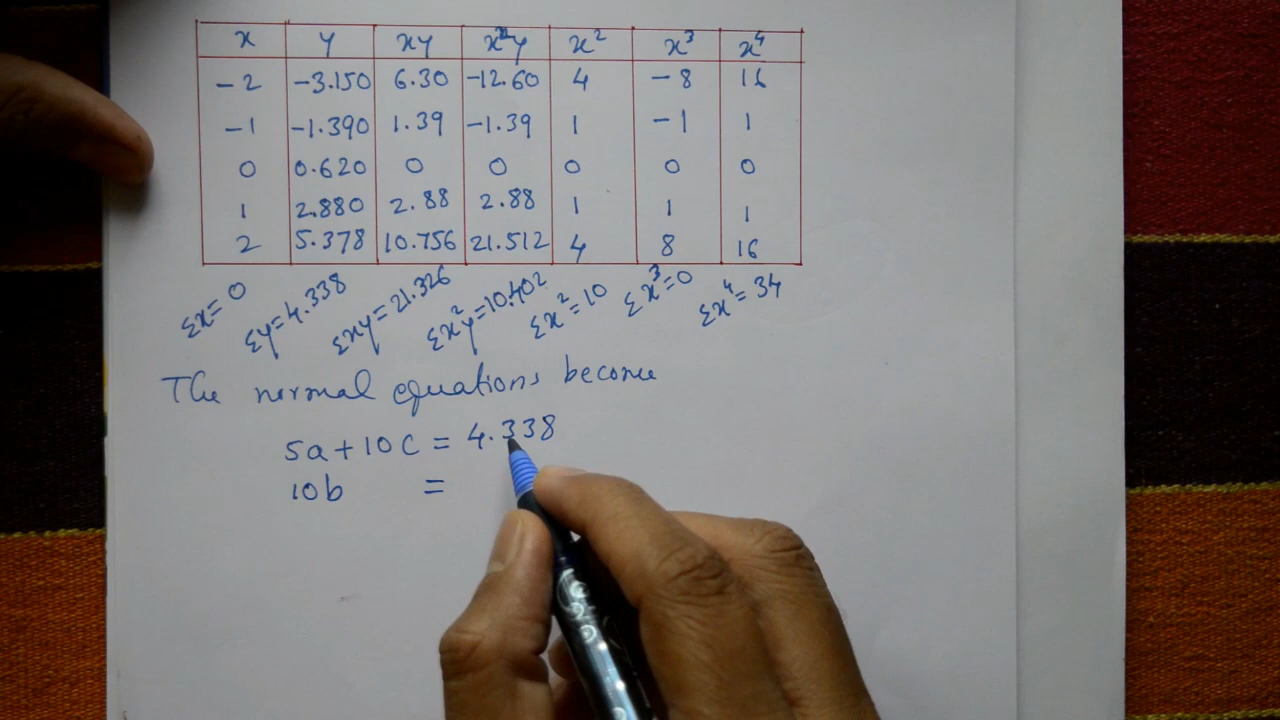 x y xy x²y x² x³ x⁴
-2 -3.150 6.30 -12.60 4 -8 16
-1 -1.390 1.39 -1.39 1 -1 1
0 0.620 0 0 0 0 0
1 2.880 2.88 2.88 1 1 1
2 5.378 10.756 21.512 4 8 16
Σx=0 Σy=4.338 Σxy=21.326 Σx²y=10.402 Σx²=10 Σx³=0 Σx⁴=34
The normal equations become
5a+10c = 4.338
10b =